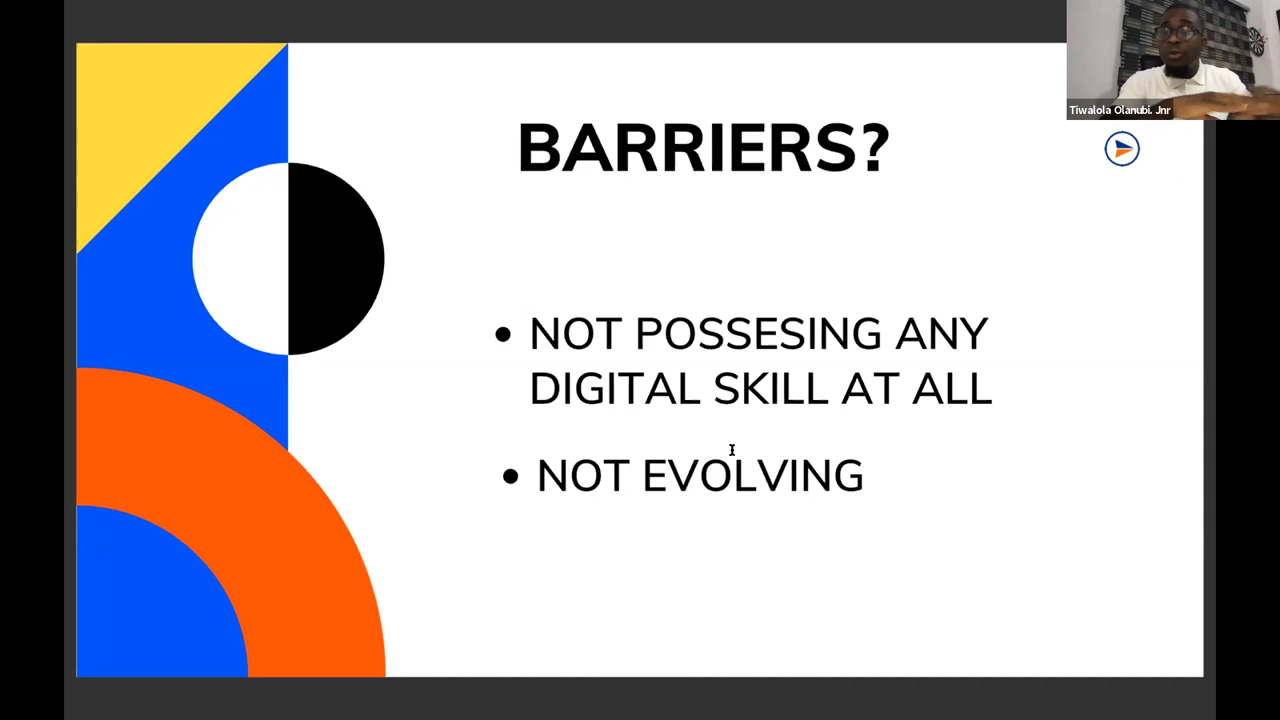 Tiwalola Olanubi. Jnr
BARRIERS?
• NOT POSSESING ANY
DIGITAL SKILL AT ALL
• NOT EVOLVING